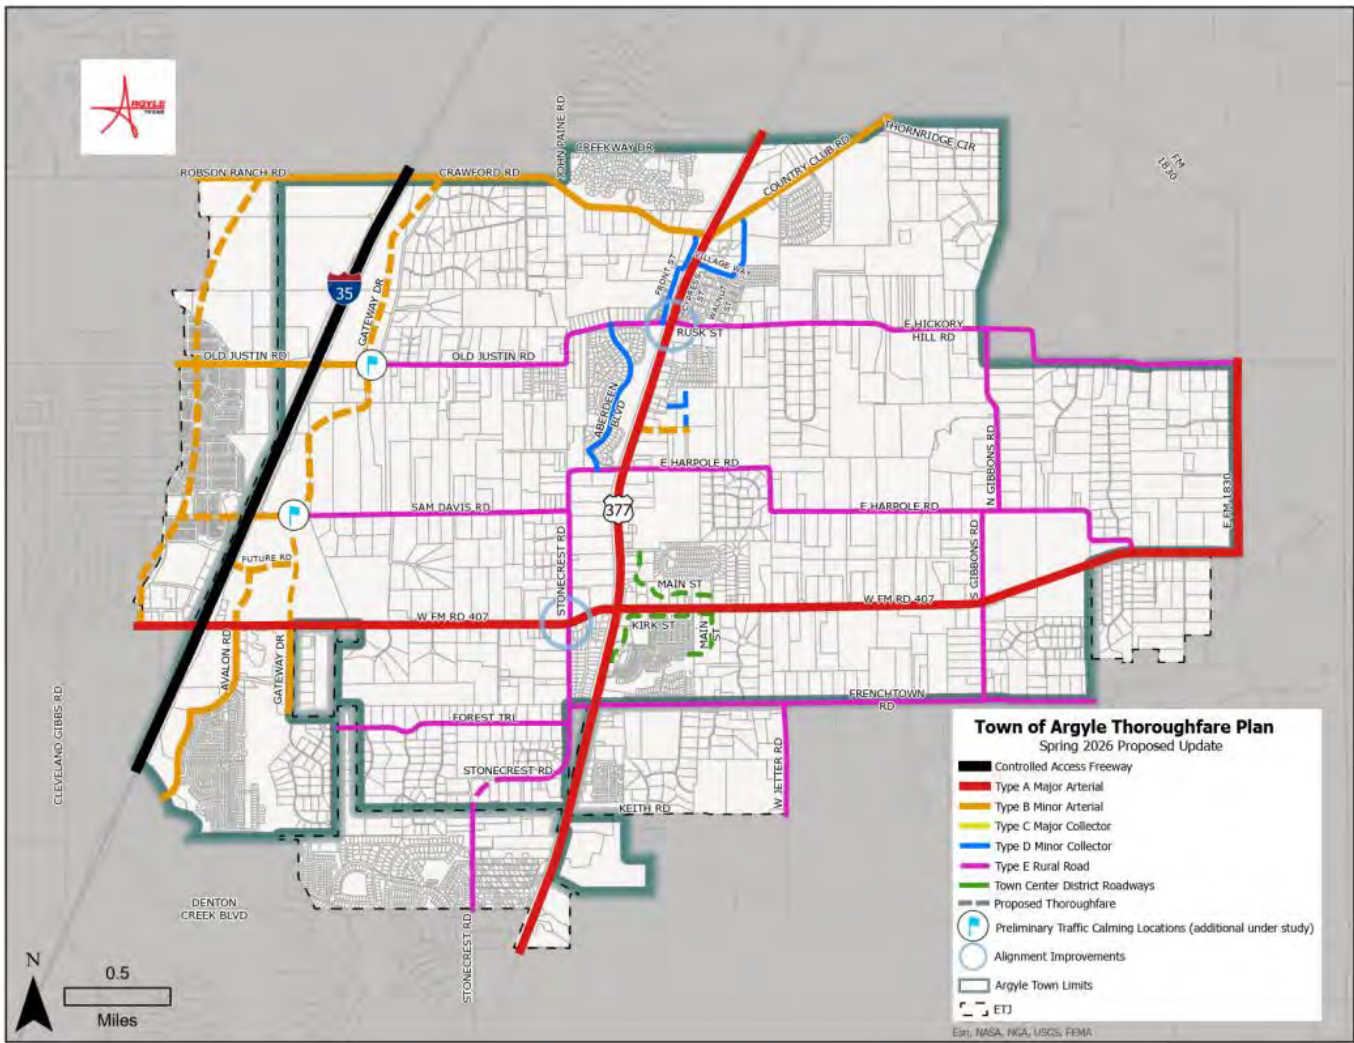 ARGYLE
TEXAS
JOHN PAINE RD
CREEKWAY DR
THORNRIDGE CIR
COUNTRY CLUB RD
FM
1830
ROBSON RANCH RD
CRAWFORD RD
35
GATEWAY DR
FRONT ST
VILLAGE WAY
CYPRESS
ST
WALNUT
ST
RUSK ST
E HICKORY
HILL RD
OLD JUSTIN RD
OLD JUSTIN RD
ABERDEEN
BLVD
E HARPOLE RD
N GIBBONS RD
377
SAM DAVIS RD
E HARPOLE RD
E FM 1830
FUTURE RD
STONECREST RD
S GIBBONS RD
MAIN ST
W FM RD 407
W FM RD 407
KIRK ST
MAIN
ST
AVALON RD
GATEWAY DR
FRENCHTOWN
RD
CLEVELAND GIBBS RD
FOREST TRL
STONECREST RD
W JETTER RD
KEITH RD
DENTON
CREEK BLVD
STONECREST RD
N
0.5
Miles
Town of Argyle Thoroughfare Plan
Spring 2026 Proposed Update
Controlled Access Freeway
Type A Major Arterial
Type B Minor Arterial
Type C Major Collector
Type D Minor Collector
Type E Rural Road
Town Center District Roadways
Proposed Thoroughfare
Preliminary Traffic Calming Locations (additional under study)
Alignment Improvements
Argyle Town Limits
ETJ
Esri, NASA, NGA, USGS, FEMA